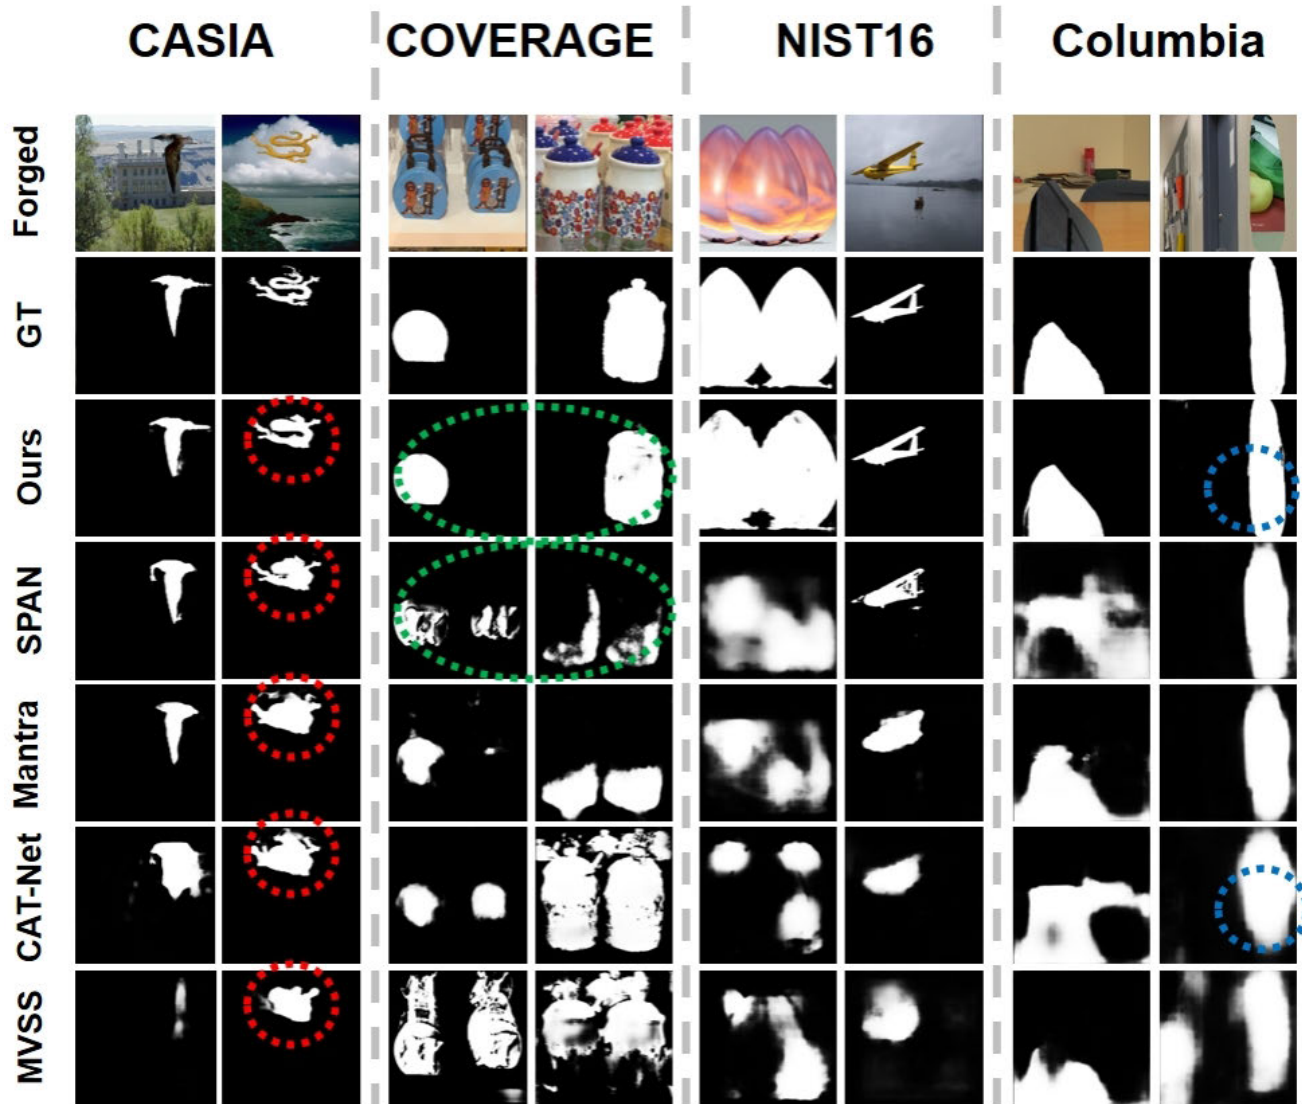 CASIA
COVERAGE
NIST16
Columbia
Forged
GT
Ours
SPAN
Mantra
CAT-Net
MVSS